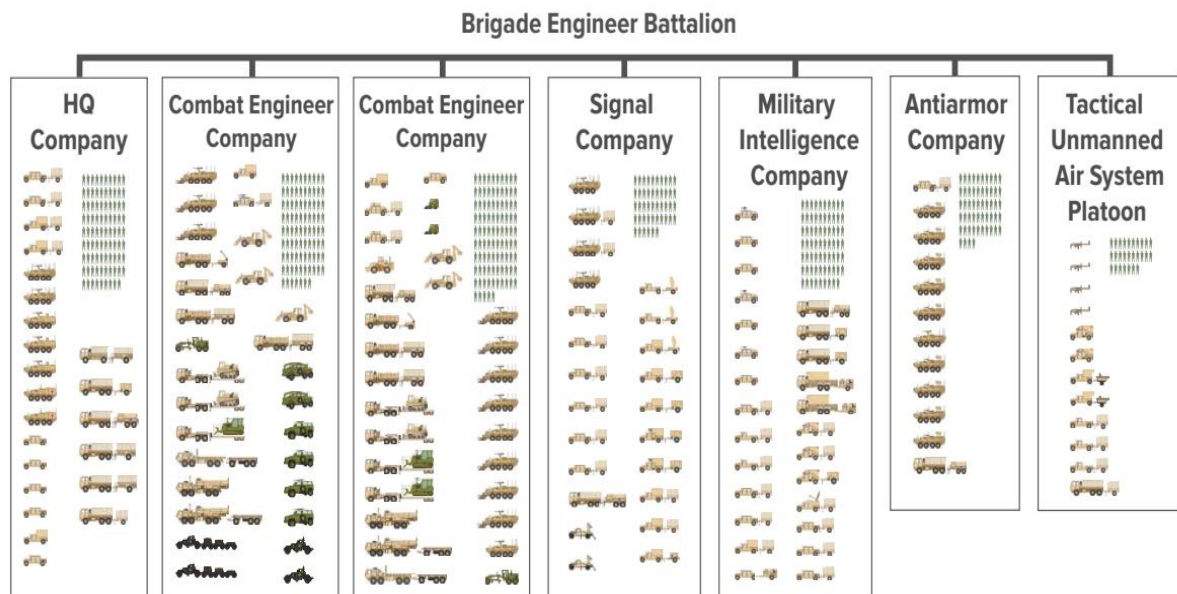 Brigade Engineer Battalion
HQ
Company
Combat Engineer
Company
Combat Engineer
Company
Signal
Company
Military
Intelligence
Company
Antiarmor
Company
Tactical
Unmanned
Air System
Platoon